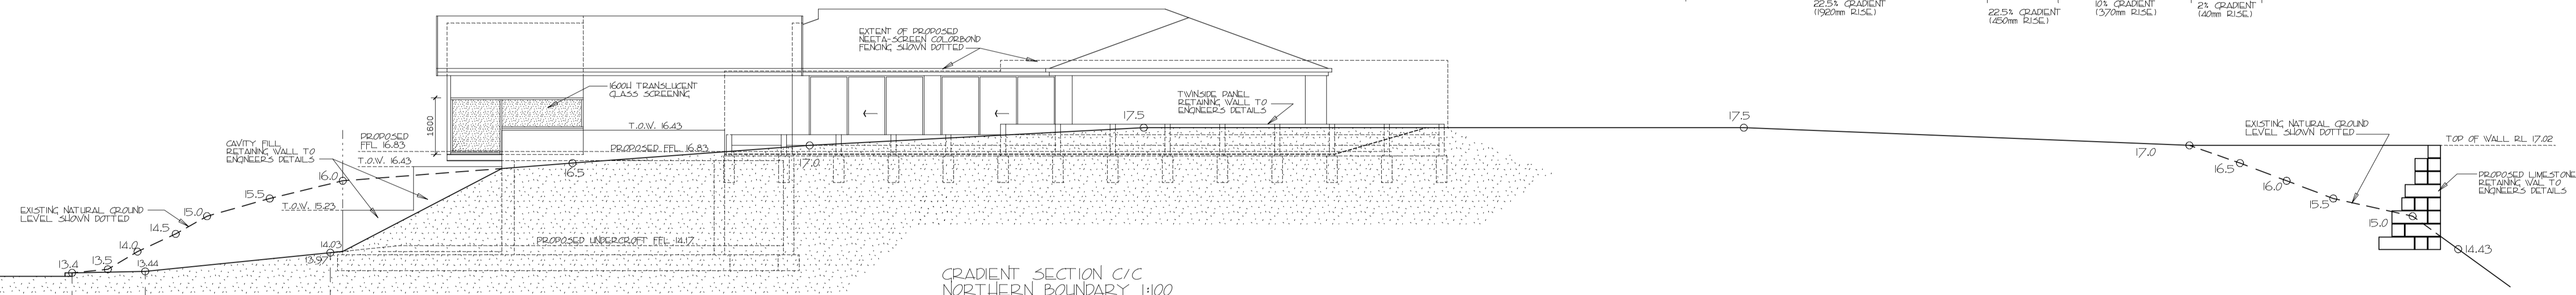 22.5% GRADIENT
(1920mm RISE)
22.5% GRADIENT
(450mm RISE)
10% GRADIENT
(370mm RISE)
2% GRADIENT
(40mm RISE)
EXTENT OF PROPOSED
NEETA-SCREEN COLORBOND
FENCING SHOWN DOTTED
1600H TRANSLUCENT
GLASS SCREENING
1600
T.O.W. 16.43
PROPOSED FFL 16.83
TWINSIDE PANEL
RETAINING WALL TO
ENGINEERS DETAILS
17.5
17.5
EXISTING NATURAL GROUND
LEVEL SHOWN DOTTED
TOP OF WALL RL 17.02
PROPOSED LIMESTONE
RETAINING WAL TO
ENGINEERS DETAILS
17.0
16.5
16.0
15.5
15.0
14.43
CAVITY FILL
RETAINING WALL TO
ENGINEERS DETAILS
PROPOSED
FFL 16.83
T.O.W. 16.43
T.O.W. 15.23
17.0
16.5
16.0
15.5
15.0
14.5
14.0
13.5
13.4
13.44
14.03
13.97
EXISTING NATURAL GROUND
LEVEL SHOWN DOTTED
PROPOSED UNDERCROFT FFL 14.17
GRADIENT SECTION C/C
NORTHERN BOUNDARY 1:100